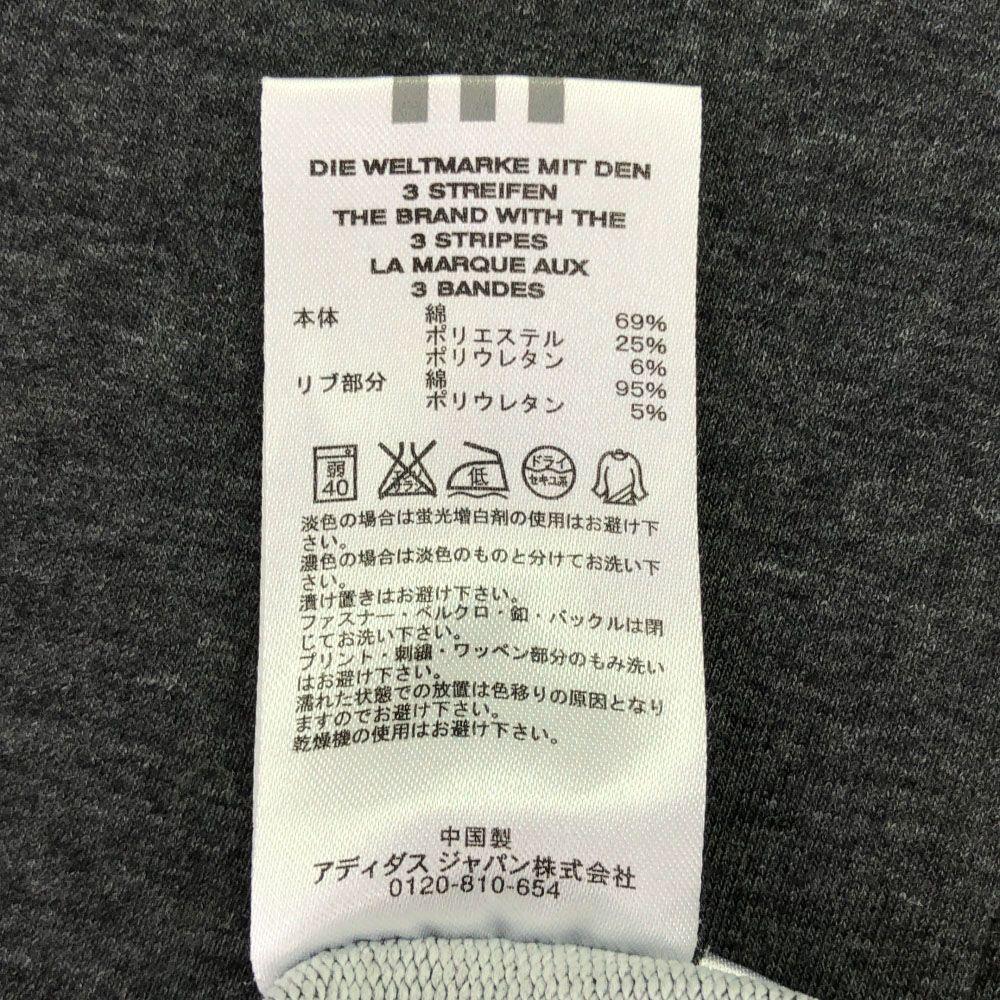 DIE WELTMARKE MIT DEN
3 STREIFEN
THE BRAND WITH THE
3 STRIPES
LA MARQUE AUX
3 BANDES
本体 綿 69%
ポリエステル 25%
ポリウレタン 6%
リブ部分 綿 95%
ポリウレタン 5%
弱
40
エンソ
サラシ
低
ドライ
セキユ系
淡色の場合は蛍光増白剤の使用はお避け下
さい。
濃色の場合は淡色のものと分けてお洗い下
さい。
漬け置きはお避け下さい。
ファスナー・ベルクロ・釦・バックルは閉
じてお洗い下さい。
プリント・刺繍・ワッペン部分のもみ洗い
はお避け下さい。
濡れた状態での放置は色移りの原因となり
ますのでお避け下さい。
乾燥機の使用はお避け下さい。
中国製
アディダス ジャパン株式会社
0120-810-654